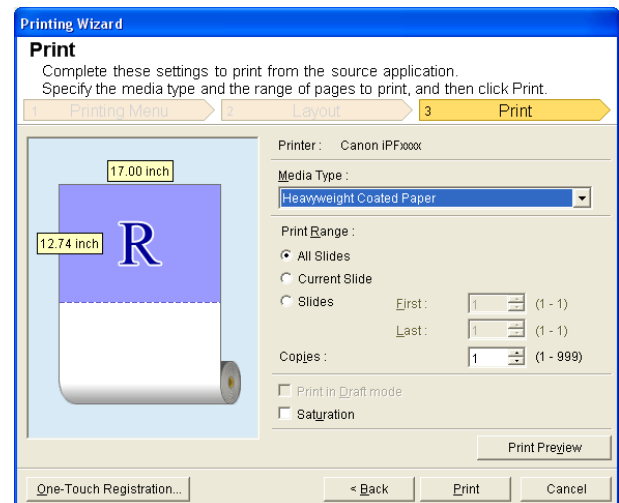 Printing Wizard
Print
Complete these settings to print from the source application.
Specify the media type and the range of pages to print, and then click Print.
1 Printing Menu 2 Layout 3 Print
Printer : Canon iPFxxxx
17.00 inch
12.74 inch
R
Media Type :
Heavyweight Coated Paper
Print Range :
All Slides
Current Slide
Slides First : 1 (1 - 1)
Last : 1 (1 - 1)
Copies : 1 (1 - 999)
Print in Draft mode
Saturation
Print Preview
One-Touch Registration... < Back Print Cancel